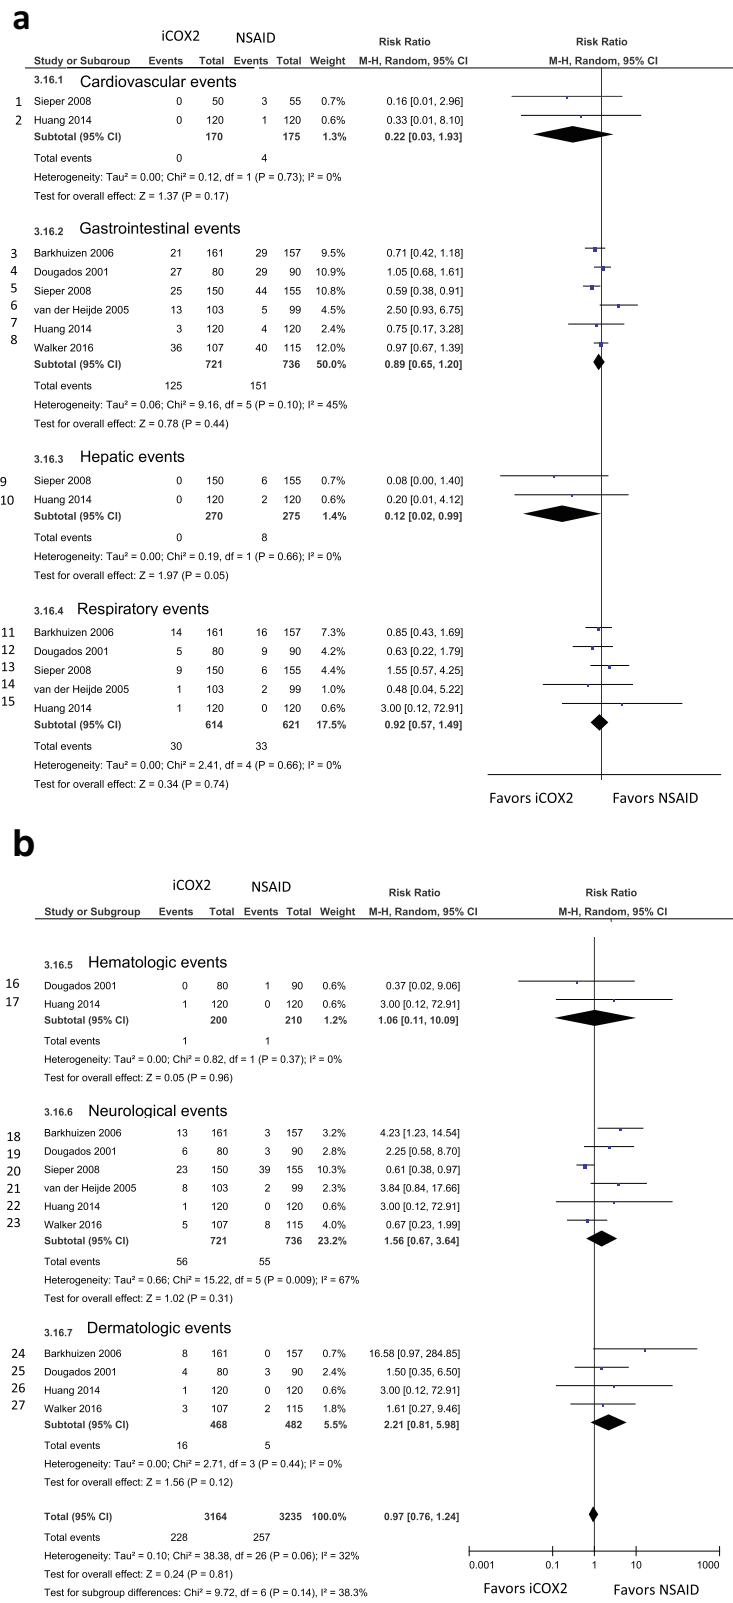 a
iCOX2 NSAID Risk Ratio Risk Ratio
Study or Subgroup Events Total Events Total Weight M-H, Random, 95% CI M-H, Random, 95% CI
3.16.1 Cardiovascular events
1 Sieper 2008 0 50 3 55 0.7% 0.16 [0.01, 2.96]
2 Huang 2014 0 120 1 120 0.6% 0.33 [0.01, 8.10]
Subtotal (95% CI) 170 175 1.3% 0.22 [0.03, 1.93]
Total events 0 4
Heterogeneity: Tau² = 0.00; Chi² = 0.12, df = 1 (P = 0.73); I² = 0%
Test for overall effect: Z = 1.37 (P = 0.17)
3.16.2 Gastrointestinal events
3 Barkhuizen 2006 21 161 29 157 9.5% 0.71 [0.42, 1.18]
4 Dougados 2001 27 80 29 90 10.9% 1.05 [0.68, 1.61]
5 Sieper 2008 25 150 44 155 10.8% 0.59 [0.38, 0.91]
6 van der Heijde 2005 13 103 5 99 4.5% 2.50 [0.93, 6.75]
7 Huang 2014 3 120 4 120 2.4% 0.75 [0.17, 3.28]
8 Walker 2016 36 107 40 115 12.0% 0.97 [0.67, 1.39]
Subtotal (95% CI) 721 736 50.0% 0.89 [0.65, 1.20]
Total events 125 151
Heterogeneity: Tau² = 0.06; Chi² = 9.16, df = 5 (P = 0.10); I² = 45%
Test for overall effect: Z = 0.78 (P = 0.44)
3.16.3 Hepatic events
9 Sieper 2008 0 150 6 155 0.7% 0.08 [0.00, 1.40]
10 Huang 2014 0 120 2 120 0.6% 0.20 [0.01, 4.12]
Subtotal (95% CI) 270 275 1.4% 0.12 [0.02, 0.99]
Total events 0 8
Heterogeneity: Tau² = 0.00; Chi² = 0.19, df = 1 (P = 0.66); I² = 0%
Test for overall effect: Z = 1.97 (P = 0.05)
3.16.4 Respiratory events
11 Barkhuizen 2006 14 161 16 157 7.3% 0.85 [0.43, 1.69]
12 Dougados 2001 5 80 9 90 4.2% 0.63 [0.22, 1.79]
13 Sieper 2008 9 150 6 155 4.4% 1.55 [0.57, 4.25]
14 van der Heijde 2005 1 103 2 99 1.0% 0.48 [0.04, 5.22]
15 Huang 2014 1 120 0 120 0.6% 3.00 [0.12, 72.91]
Subtotal (95% CI) 614 621 17.5% 0.92 [0.57, 1.49]
Total events 30 33
Heterogeneity: Tau² = 0.00; Chi² = 2.41, df = 4 (P = 0.66); I² = 0%
Test for overall effect: Z = 0.34 (P = 0.74)
Favors iCOX2 Favors NSAID
b
iCOX2 NSAID Risk Ratio Risk Ratio
Study or Subgroup Events Total Events Total Weight M-H, Random, 95% CI M-H, Random, 95% CI
3.16.5 Hematologic events
16 Dougados 2001 0 80 1 90 0.6% 0.37 [0.02, 9.06]
17 Huang 2014 1 120 0 120 0.6% 3.00 [0.12, 72.91]
Subtotal (95% CI) 200 210 1.2% 1.06 [0.11, 10.09]
Total events 1 1
Heterogeneity: Tau² = 0.00; Chi² = 0.82, df = 1 (P = 0.37); I² = 0%
Test for overall effect: Z = 0.05 (P = 0.96)
3.16.6 Neurological events
18 Barkhuizen 2006 13 161 3 157 3.2% 4.23 [1.23, 14.54]
19 Dougados 2001 6 80 3 90 2.8% 2.25 [0.58, 8.70]
20 Sieper 2008 23 150 39 155 10.3% 0.61 [0.38, 0.97]
21 van der Heijde 2005 8 103 2 99 2.3% 3.84 [0.84, 17.66]
22 Huang 2014 1 120 0 120 0.6% 3.00 [0.12, 72.91]
23 Walker 2016 5 107 8 115 4.0% 0.67 [0.23, 1.99]
Subtotal (95% CI) 721 736 23.2% 1.56 [0.67, 3.64]
Total events 56 55
Heterogeneity: Tau² = 0.66; Chi² = 15.22, df = 5 (P = 0.009); I² = 67%
Test for overall effect: Z = 1.02 (P = 0.31)
3.16.7 Dermatologic events
24 Barkhuizen 2006 8 161 0 157 0.7% 16.58 [0.97, 284.85]
25 Dougados 2001 4 80 3 90 2.4% 1.50 [0.35, 6.50]
26 Huang 2014 1 120 0 120 0.6% 3.00 [0.12, 72.91]
27 Walker 2016 3 107 2 115 1.8% 1.61 [0.27, 9.46]
Subtotal (95% CI) 468 482 5.5% 2.21 [0.81, 5.98]
Total events 16 5
Heterogeneity: Tau² = 0.00; Chi² = 2.71, df = 3 (P = 0.44); I² = 0%
Test for overall effect: Z = 1.56 (P = 0.12)
Total (95% CI) 3164 3235 100.0% 0.97 [0.76, 1.24]
Total events 228 257
Heterogeneity: Tau² = 0.10; Chi² = 38.38, df = 26 (P = 0.06); I² = 32%
Test for overall effect: Z = 0.24 (P = 0.81)
Test for subgroup differences: Chi² = 9.72, df = 6 (P = 0.14), I² = 38.3%
0.001 0.1 1 10 1000
Favors iCOX2 Favors NSAID